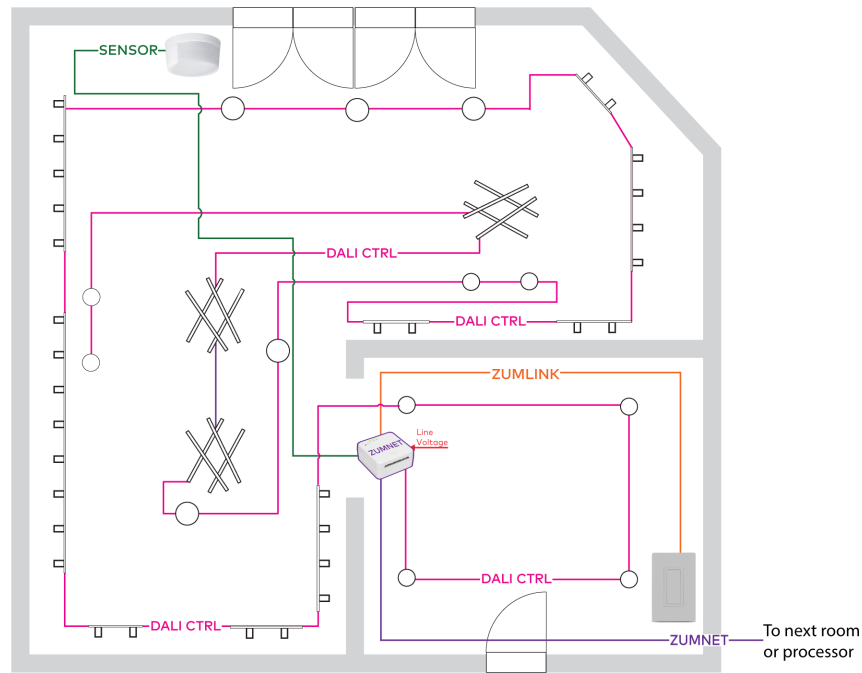 SENSOR
DALI CTRL
DALI CTRL
ZUMLINK
Line
Voltage
ZUMNET
DALI CTRL
DALI CTRL
ZUMNET
To next room
or processor